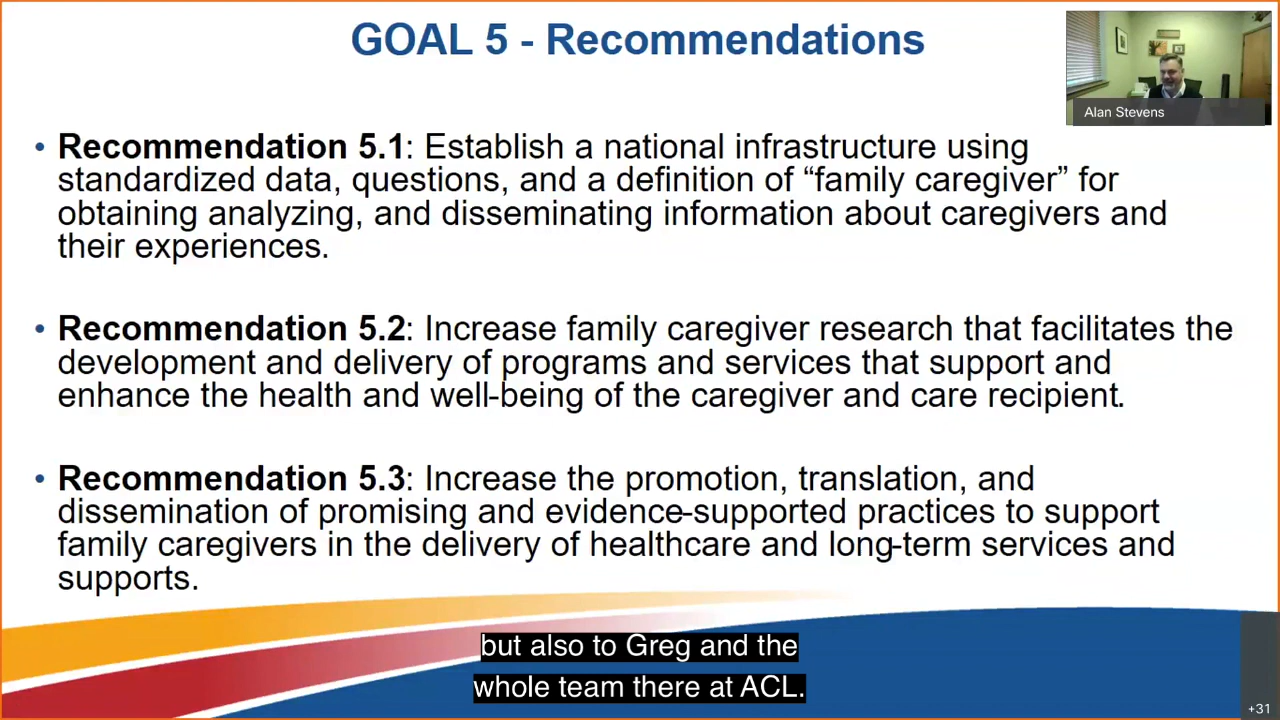 GOAL 5 - Recommendations
Alan Stevens
• Recommendation 5.1: Establish a national infrastructure using
standardized data, questions, and a definition of “family caregiver” for
obtaining analyzing, and disseminating information about caregivers and
their experiences.
• Recommendation 5.2: Increase family caregiver research that facilitates the
development and delivery of programs and services that support and
enhance the health and well-being of the caregiver and care recipient.
• Recommendation 5.3: Increase the promotion, translation, and
dissemination of promising and evidence-supported practices to support
family caregivers in the delivery of healthcare and long-term services and
supports.
but also to Greg and the
whole team there at ACL.
+31